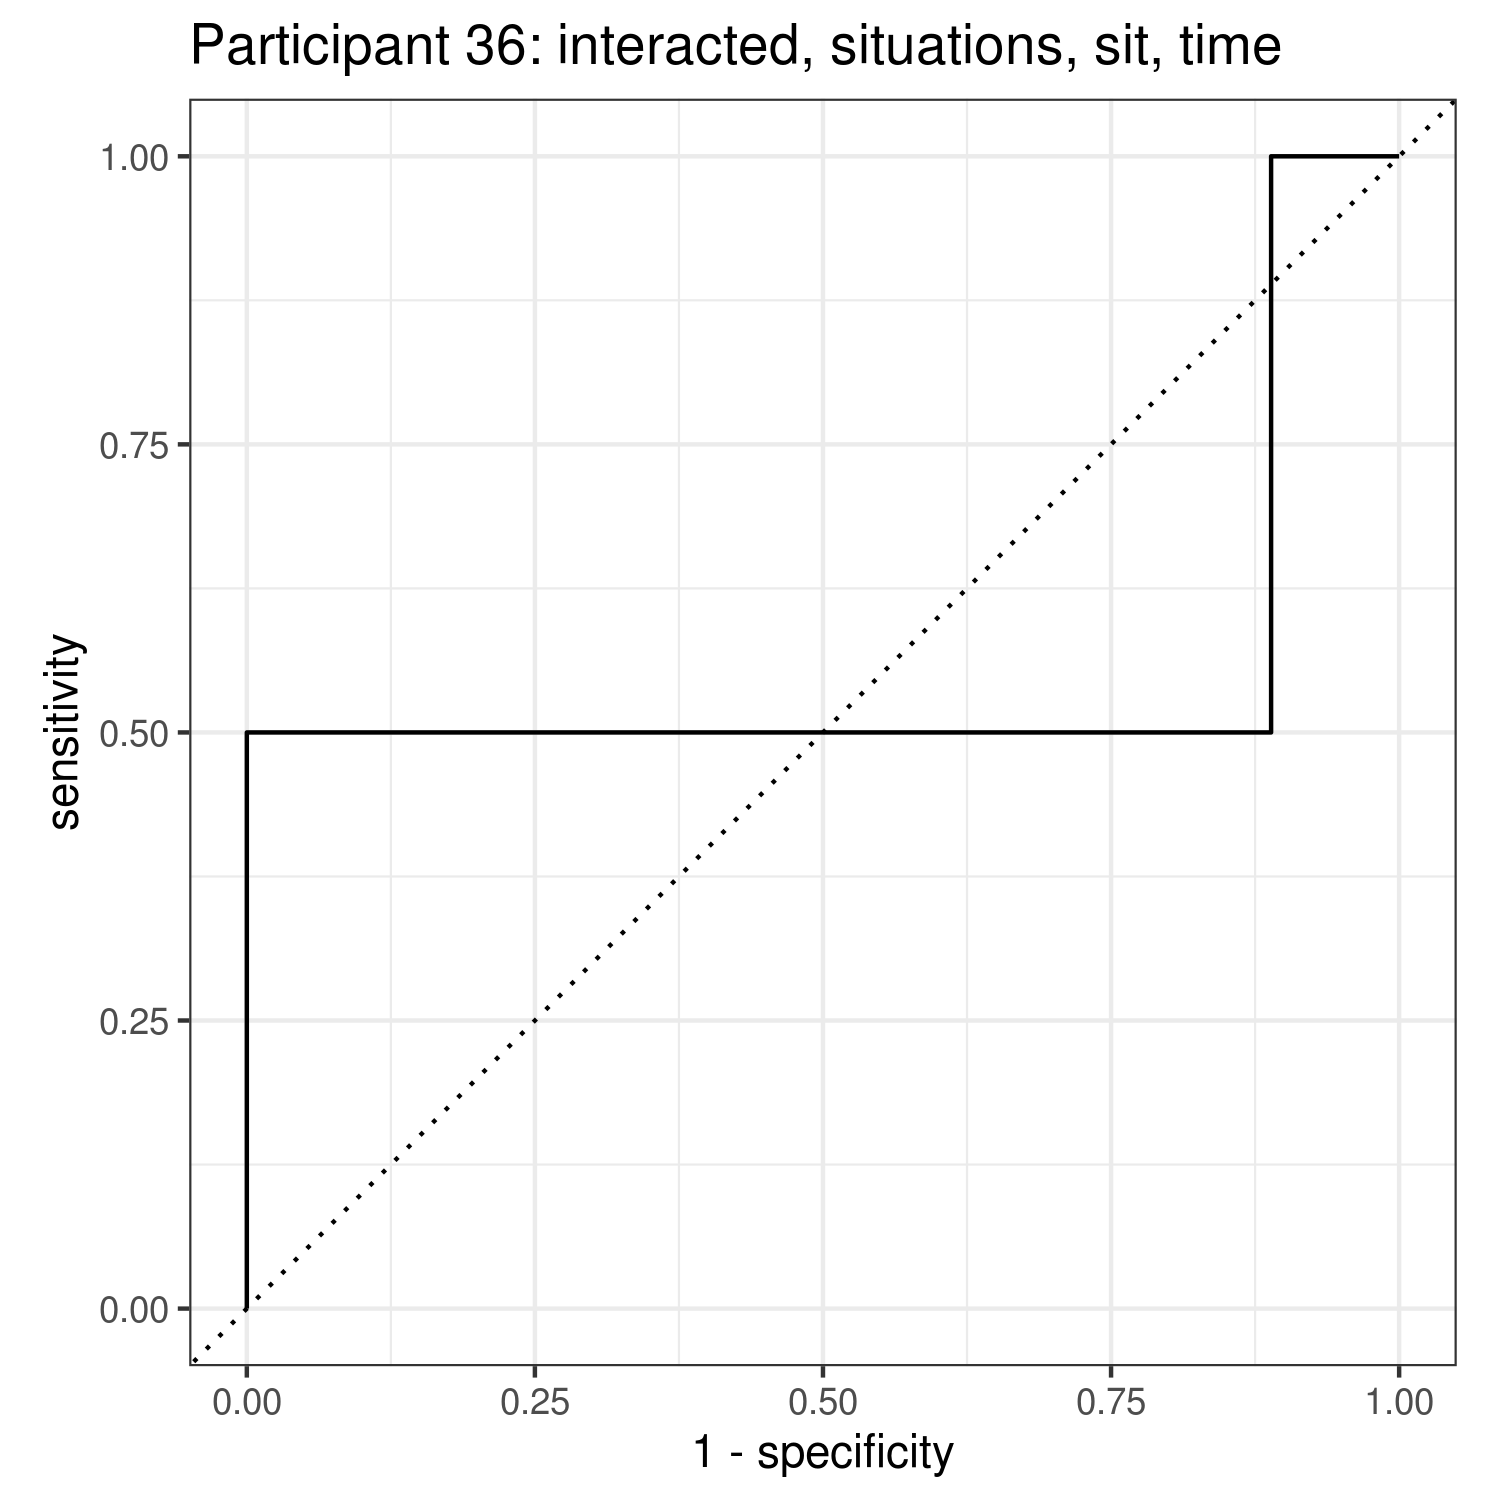 Participant 36: interacted, situations, sit, time
1.00
0.75
0.50
0.25
0.00
sensitivity
0.00 0.25 0.50 0.75 1.00
1 - specificity